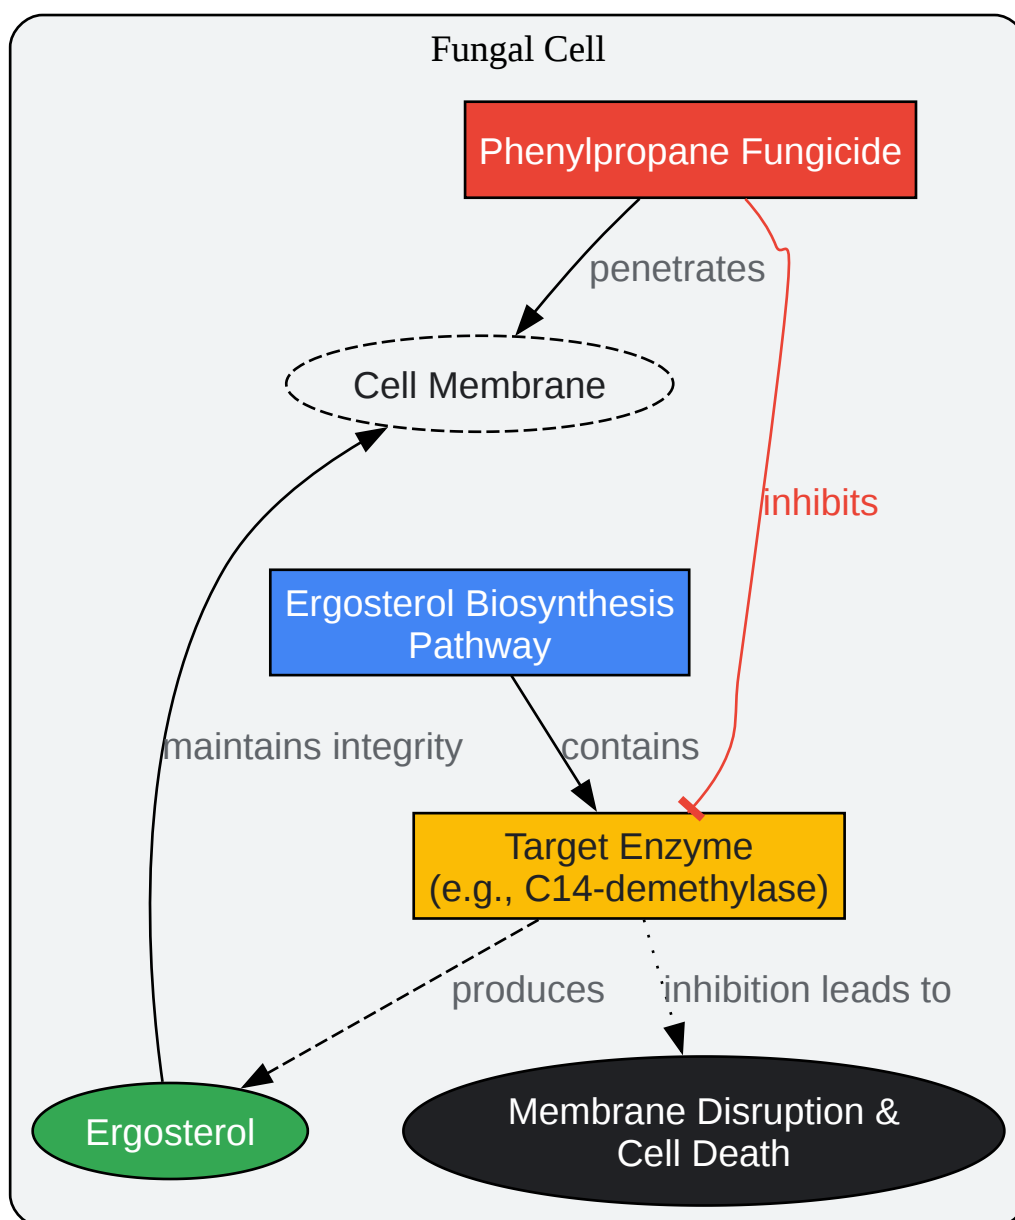 Fungal Cell
Phenylpropane Fungicide
penetrates
Cell Membrane
inhibits
Ergosterol Biosynthesis
Pathway
maintains integrity
contains
Target Enzyme
(e.g., C14-demethylase)
produces
inhibition leads to
Ergosterol
Membrane Disruption &
Cell Death